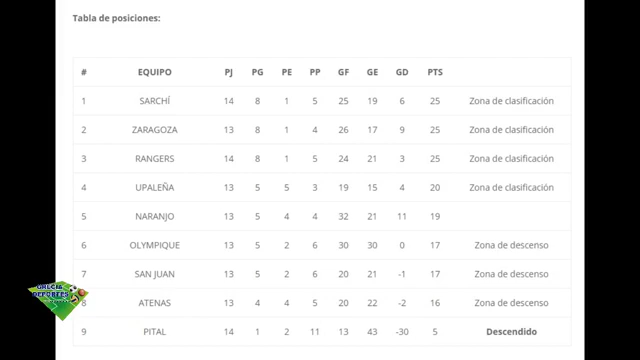 Tabla de posiciones:
# EQUIPO PJ PG PE PP GF GE GD PTS
1 SARCHÍ 14 8 1 5 25 19 6 25 Zona de clasificación
2 ZARAGOZA 13 8 1 4 26 17 9 25 Zona de clasificación
3 RANGERS 14 8 1 5 24 21 3 25 Zona de clasificación
4 UPALEÑA 13 5 5 3 19 15 4 20 Zona de clasificación
5 NARANJO 13 5 4 4 32 21 11 19
6 OLYMPIQUE 13 5 2 6 30 30 0 17 Zona de descenso
7 SAN JUAN 13 5 2 6 20 21 -1 17 Zona de descenso
8 ATENAS 13 4 4 5 20 22 -2 16 Zona de descenso
9 PITAL 14 1 2 11 13 43 -30 5 Descendido
GRECIA
DEPORTES